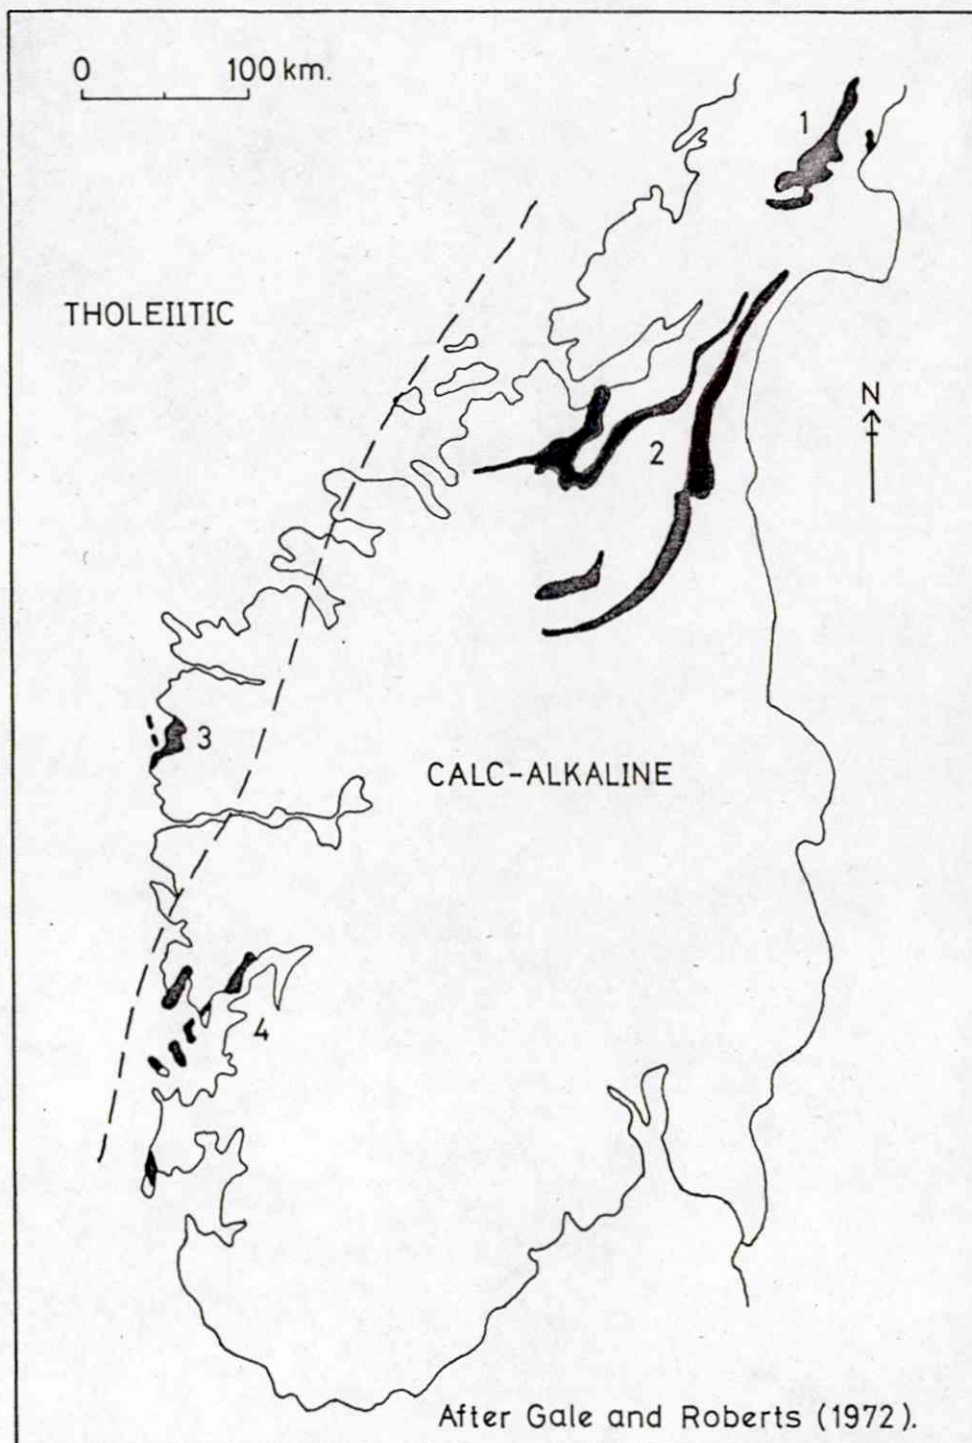 0 100 km.
1
THOLEIITIC
N
2
3
CALC-ALKALINE
4
After Gale and Roberts (1972).